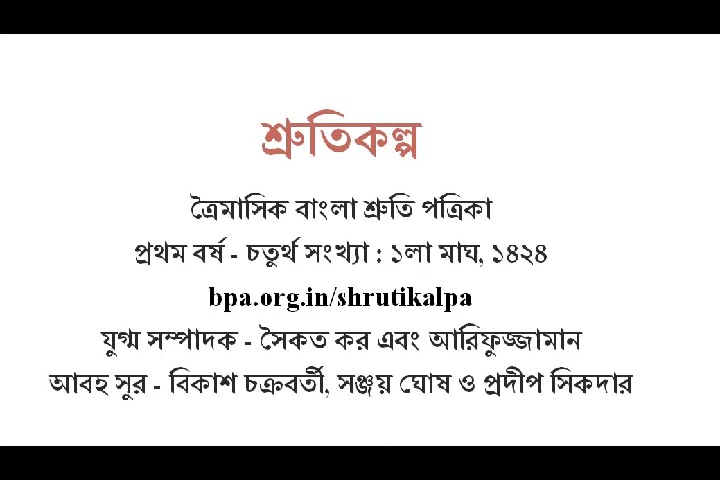 শ্রুতিকল্প
ত্রৈমাসিক বাংলা শ্রুতি পত্রিকা
প্রথম বর্ষ - চতুর্থ সংখ্যা : ১লা মাঘ, ১৪২৪
bpa.org.in/shrutikalpa
যুগ্ম সম্পাদক - সৈকত কর এবং আরিফুজ্জামান
আবহ সুর - বিকাশ চক্রবর্তী, সঞ্জয় ঘোষ ও প্রদীপ সিকদার